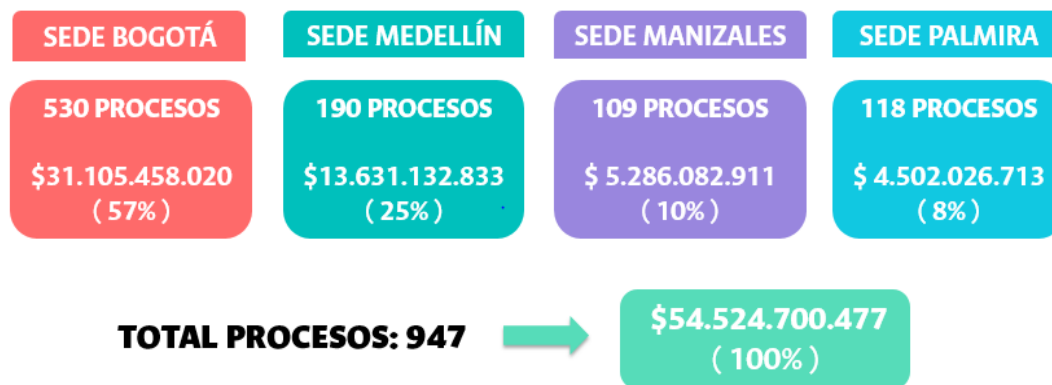 SEDE BOGOTÁ
530 PROCESOS
$31.105.458.020
( 57% )
SEDE MEDELLÍN
190 PROCESOS
$13.631.132.833
( 25% )
SEDE MANIZALES
109 PROCESOS
$ 5.286.082.911
( 10% )
SEDE PALMIRA
118 PROCESOS
$ 4.502.026.713
( 8% )
TOTAL PROCESOS: 947
$54.524.700.477
( 100% )